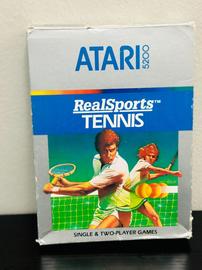 ATARI 5200
RealSports™
TENNIS
SINGLE & TWO-PLAYER GAMES